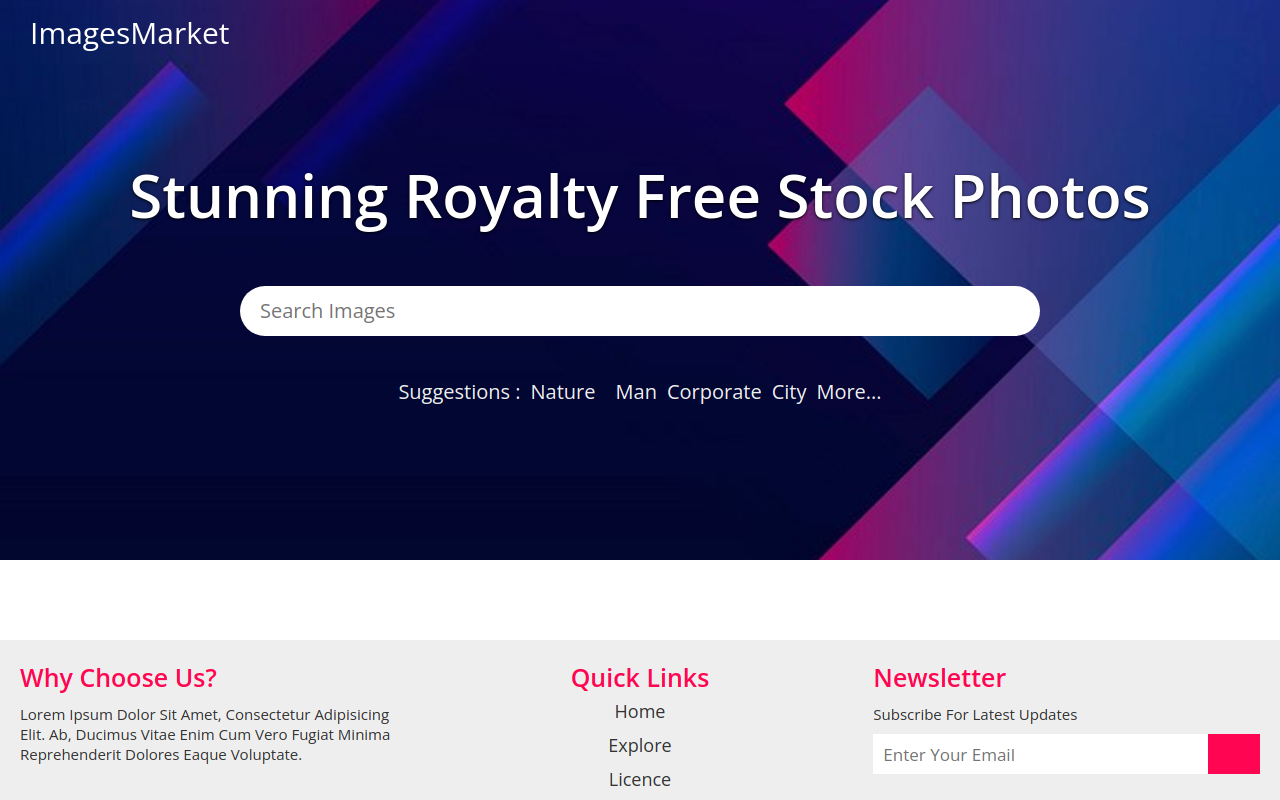 ImagesMarket
Stunning Royalty Free Stock Photos
Search Images
Suggestions : Nature Man Corporate City More...
Why Choose Us?
Lorem Ipsum Dolor Sit Amet, Consectetur Adipisicing
Elit. Ab, Ducimus Vitae Enim Cum Vero Fugiat Minima
Reprehenderit Dolores Eaque Voluptate.
Quick Links
Home
Explore
Licence
Newsletter
Subscribe For Latest Updates
Enter Your Email